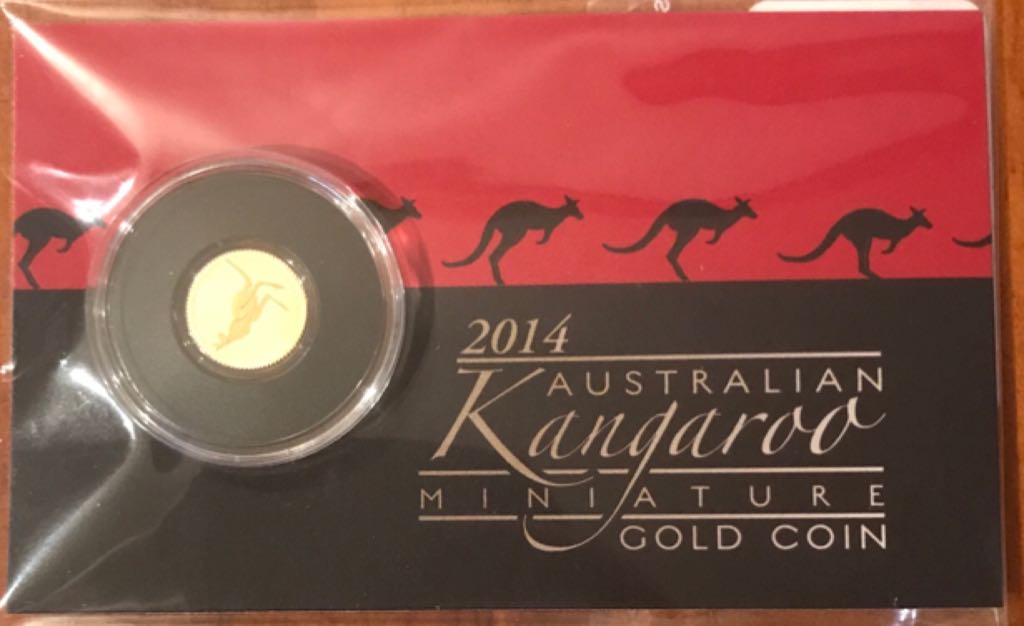 2014
AUSTRALIAN
Kangaroo
MINIATURE
GOLD COIN